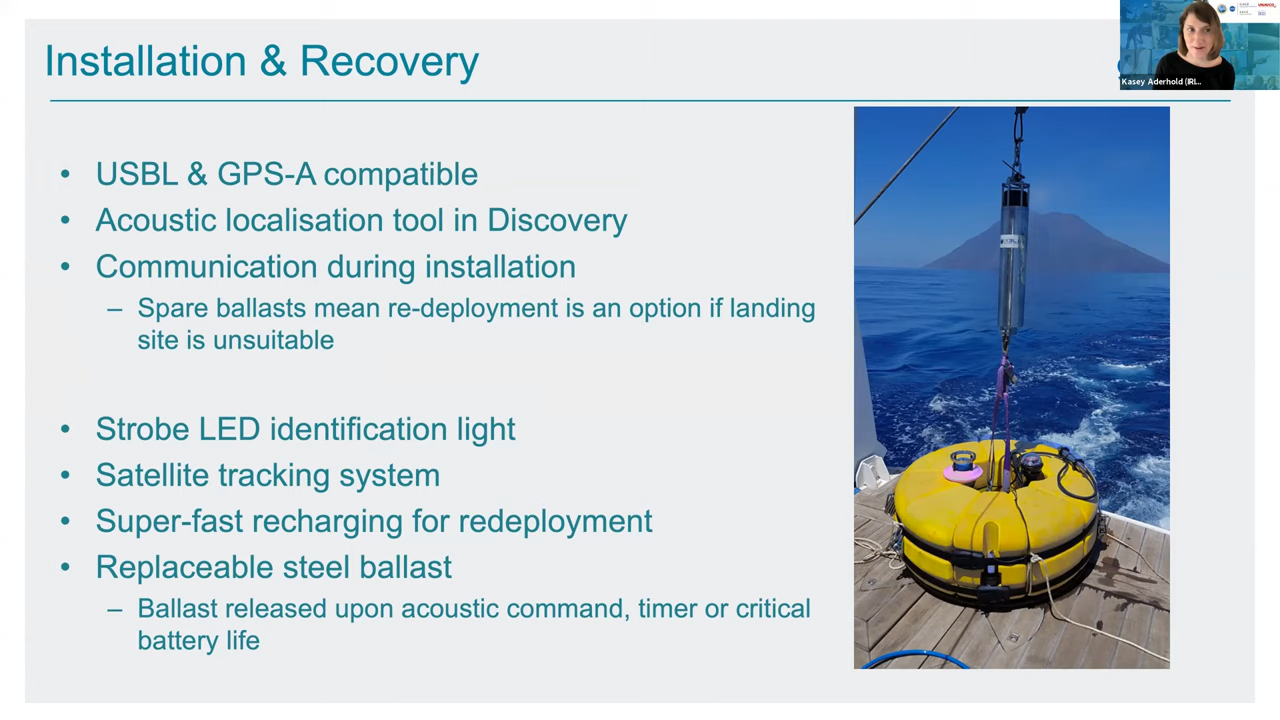 Installation & Recovery
Kasey Aderhold (IRI...
• USBL & GPS-A compatible
• Acoustic localisation tool in Discovery
• Communication during installation
– Spare ballasts mean re-deployment is an option if landing
site is unsuitable
• Strobe LED identification light
• Satellite tracking system
• Super-fast recharging for redeployment
• Replaceable steel ballast
– Ballast released upon acoustic command, timer or critical
battery life